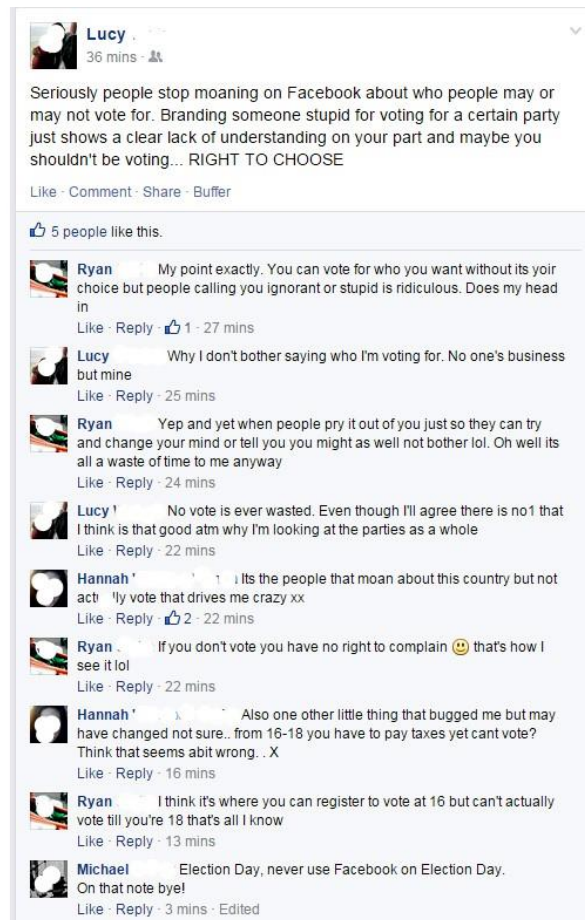 Lucy
36 mins ·
Seriously people stop moaning on Facebook about who people may or
may not vote for. Branding someone stupid for voting for a certain party
just shows a clear lack of understanding on your part and maybe you
shouldn't be voting... RIGHT TO CHOOSE
Like · Comment · Share · Buffer
5 people like this.
Ryan My point exactly. You can vote for who you want without its yoir
choice but people calling you ignorant or stupid is ridiculous. Does my head
in
Like · Reply · 1 · 27 mins
Lucy Why I don't bother saying who I'm voting for. No one's business
but mine
Like · Reply · 25 mins
Ryan Yep and yet when people pry it out of you just so they can try
and change your mind or tell you you might as well not bother lol. Oh well its
all a waste of time to me anyway
Like · Reply · 24 mins
Lucy No vote is ever wasted. Even though I'll agree there is no1 that
I think is that good atm why I'm looking at the parties as a whole
Like · Reply · 22 mins
Hannah Its the people that moan about this country but not
vote that drives me crazy xx
Like · Reply · 2 · 22 mins
Ryan If you don't vote you have no right to complain 😃 that's how I
see it lol
Like · Reply · 22 mins
Hannah Also one other little thing that bugged me but may
have changed not sure.. from 16-18 you have to pay taxes yet cant vote?
Think that seems abit wrong. . X
Like · Reply · 16 mins
Ryan I think it's where you can register to vote at 16 but can't actually
vote till you're 18 that's all I know
Like · Reply · 13 mins
Michael Election Day, never use Facebook on Election Day.
On that note bye!
Like · Reply · 3 mins · Edited